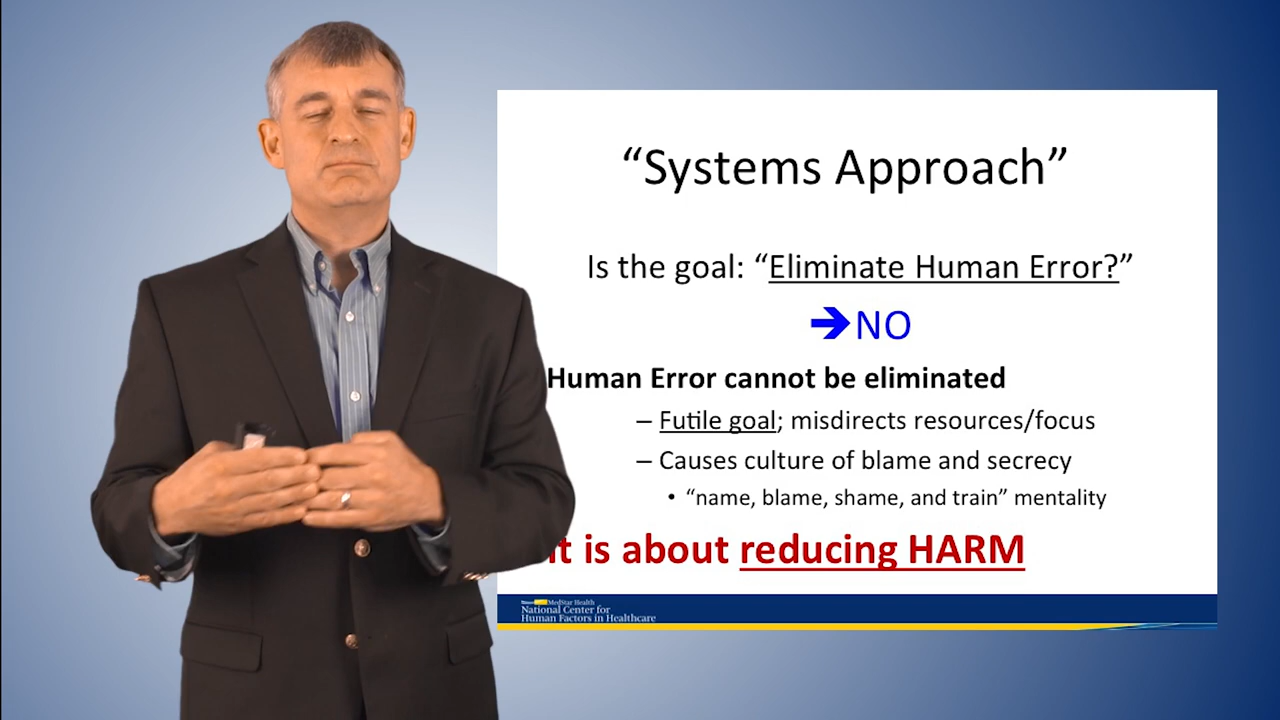 “Systems Approach”
Is the goal: “Eliminate Human Error?”
➔NO
Human Error cannot be eliminated
– Futile goal; misdirects resources/focus
– Causes culture of blame and secrecy
• “name, blame, shame, and train” mentality
It is about reducing HARM
MedStar Health
National Center for
Human Factors in Healthcare